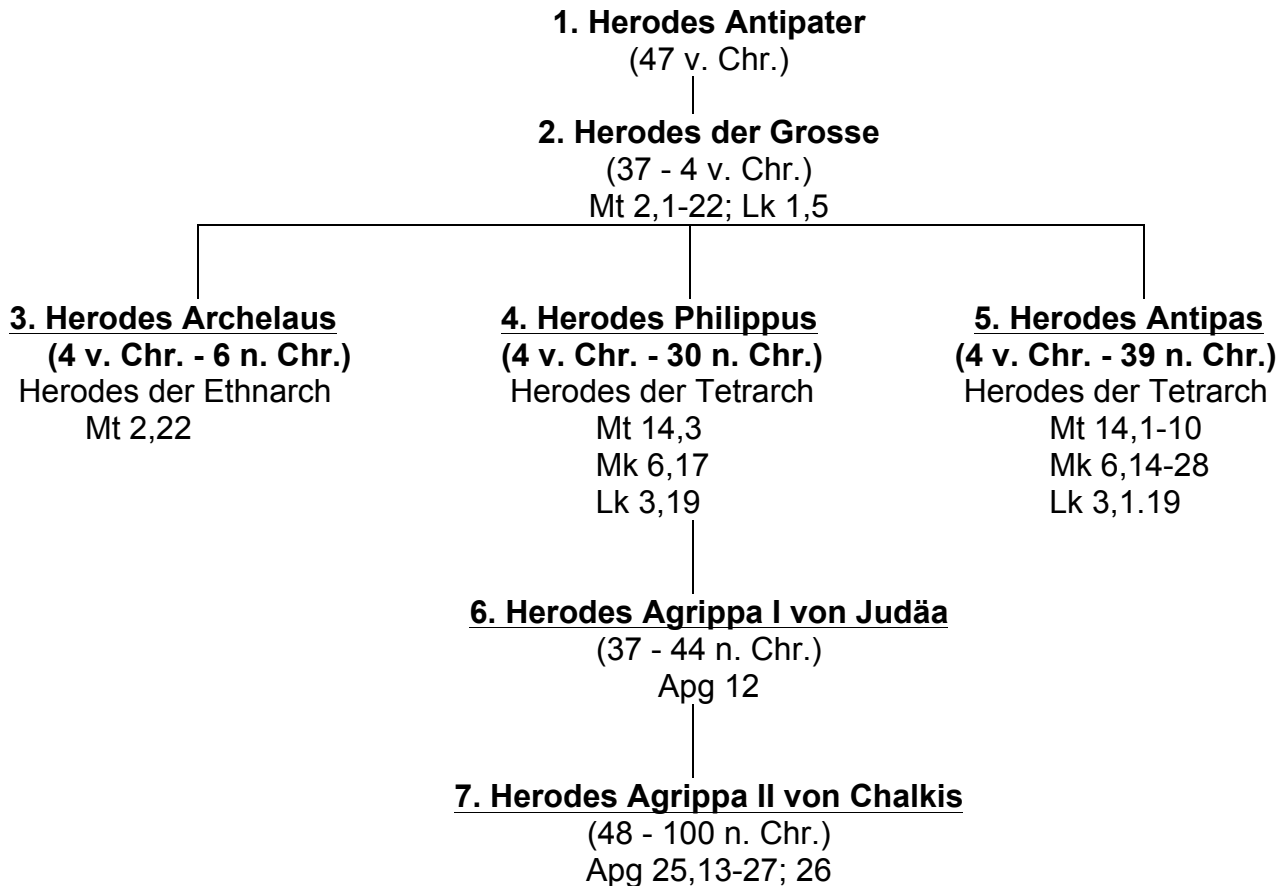 1. Herodes Antipater
(47 v. Chr.)
2. Herodes der Grosse
(37 - 4 v. Chr.)
Mt 2,1-22; Lk 1,5
3. Herodes Archelaus
(4 v. Chr. - 6 n. Chr.)
Herodes der Ethnarch
Mt 2,22
4. Herodes Philippus
(4 v. Chr. - 30 n. Chr.)
Herodes der Tetrarch
Mt 14,3
Mk 6,17
Lk 3,19
5. Herodes Antipas
(4 v. Chr. - 39 n. Chr.)
Herodes der Tetrarch
Mt 14,1-10
Mk 6,14-28
Lk 3,1.19
6. Herodes Agrippa I von Judäa
(37 - 44 n. Chr.)
Apg 12
7. Herodes Agrippa II von Chalkis
(48 - 100 n. Chr.)
Apg 25,13-27; 26